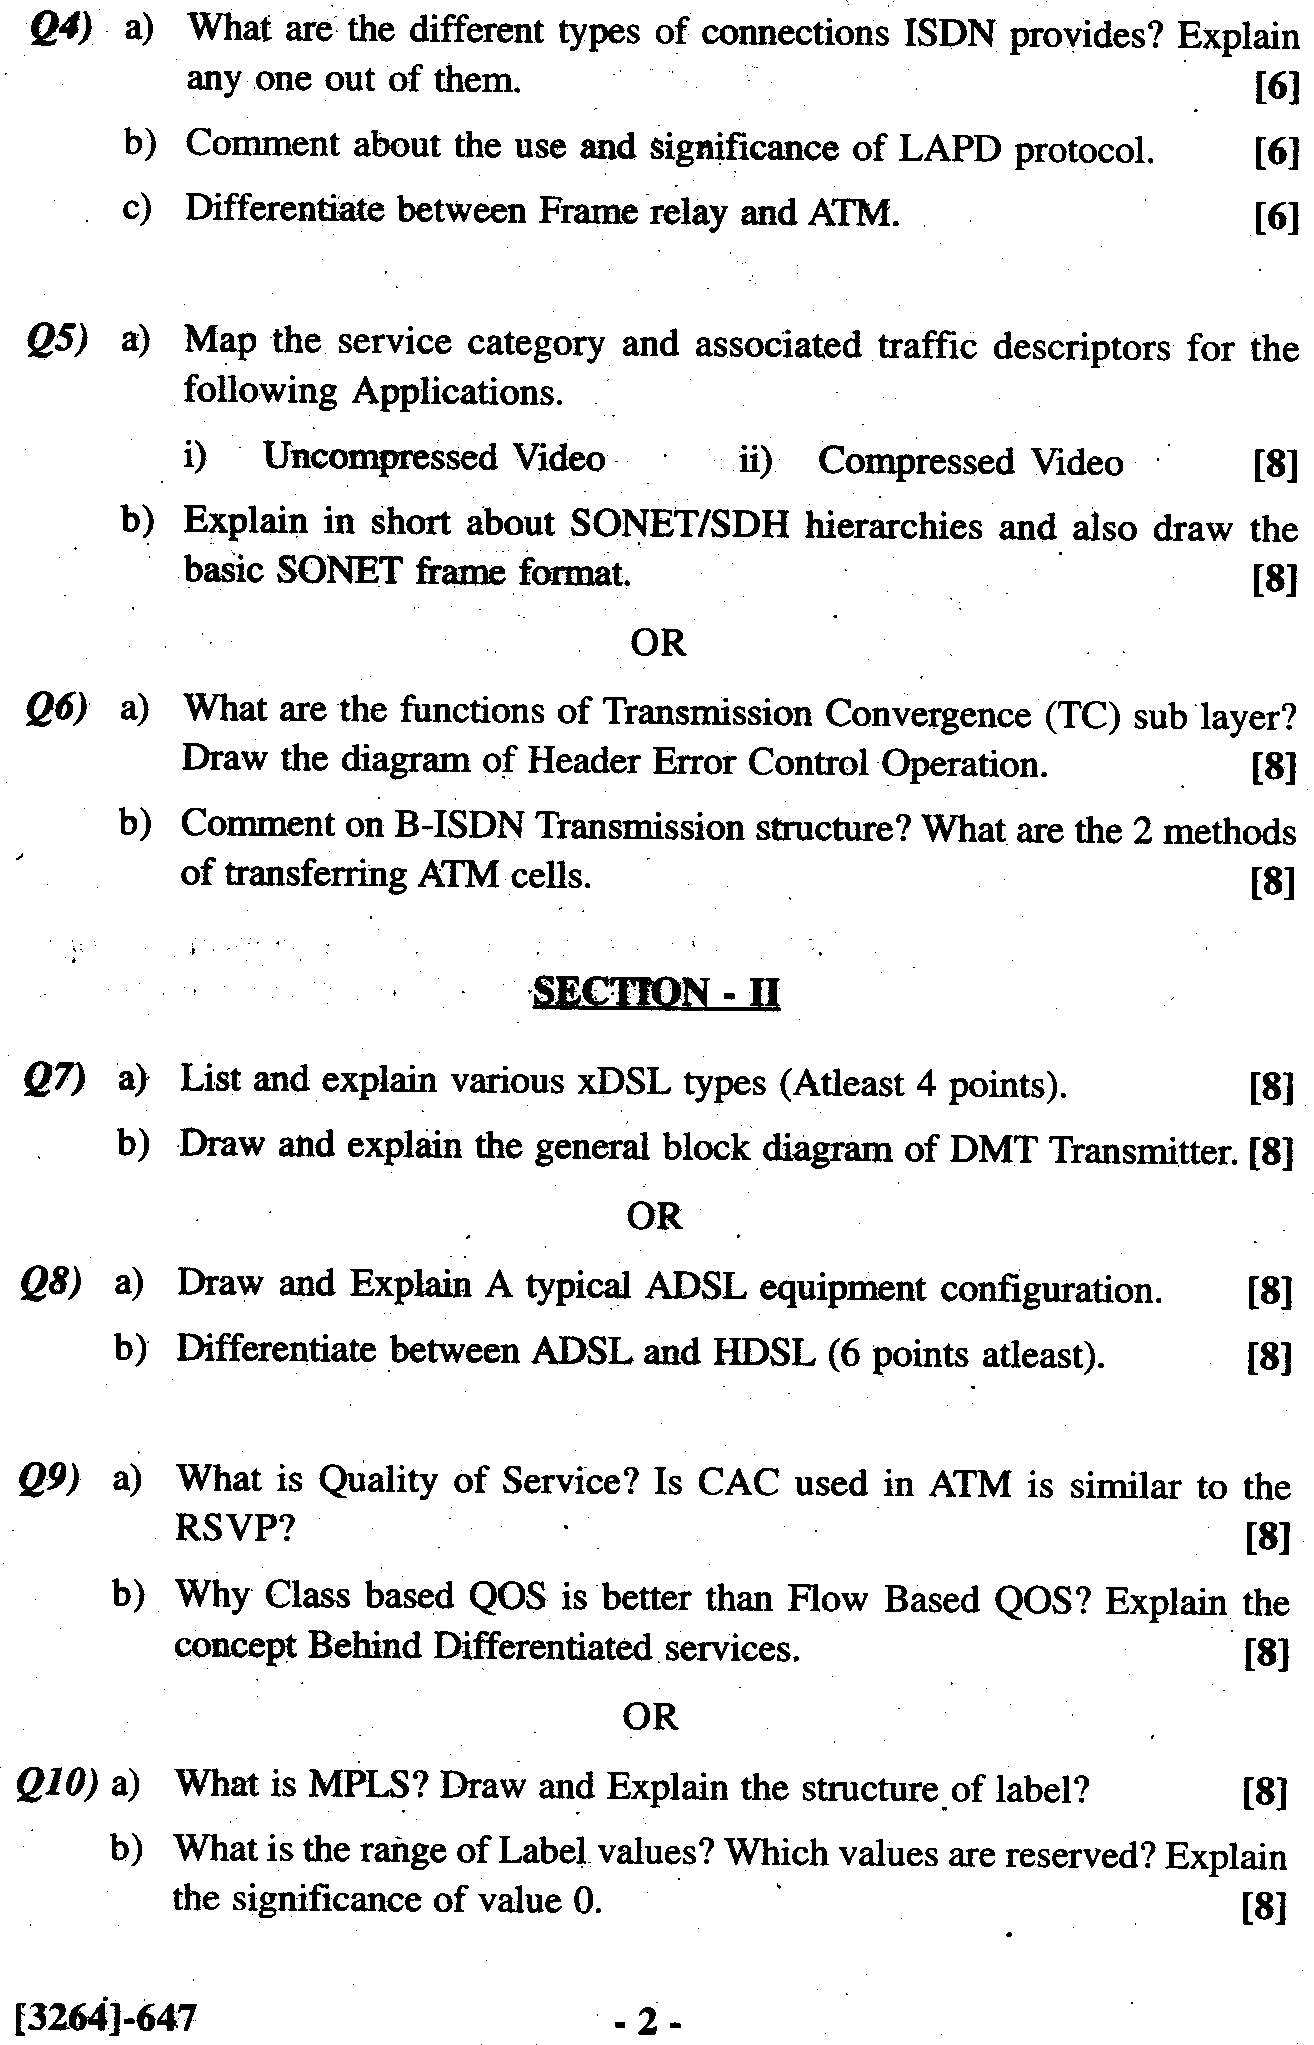 Q4) a) What are the different types of connections ISDN provides? Explain
any one out of them. [6]
b) Comment about the use and significance of LAPD protocol. [6]
c) Differentiate between Frame relay and ATM. [6]
Q5) a) Map the service category and associated traffic descriptors for the
following Applications.
i) Uncompressed Video ii) Compressed Video [8]
b) Explain in short about SONET/SDH hierarchies and also draw the
basic SONET frame format. [8]
OR
Q6) a) What are the functions of Transmission Convergence (TC) sub layer?
Draw the diagram of Header Error Control Operation. [8]
b) Comment on B-ISDN Transmission structure? What are the 2 methods
of transferring ATM cells. [8]
SECTION - II
Q7) a) List and explain various xDSL types (Atleast 4 points). [8]
b) Draw and explain the general block diagram of DMT Transmitter. [8]
OR
Q8) a) Draw and Explain A typical ADSL equipment configuration. [8]
b) Differentiate between ADSL and HDSL (6 points atleast). [8]
Q9) a) What is Quality of Service? Is CAC used in ATM is similar to the
RSVP? [8]
b) Why Class based QOS is better than Flow Based QOS? Explain the
concept Behind Differentiated services. [8]
OR
Q10) a) What is MPLS? Draw and Explain the structure of label? [8]
b) What is the range of Label values? Which values are reserved? Explain
the significance of value 0. [8]
[3264]-647 - 2 -